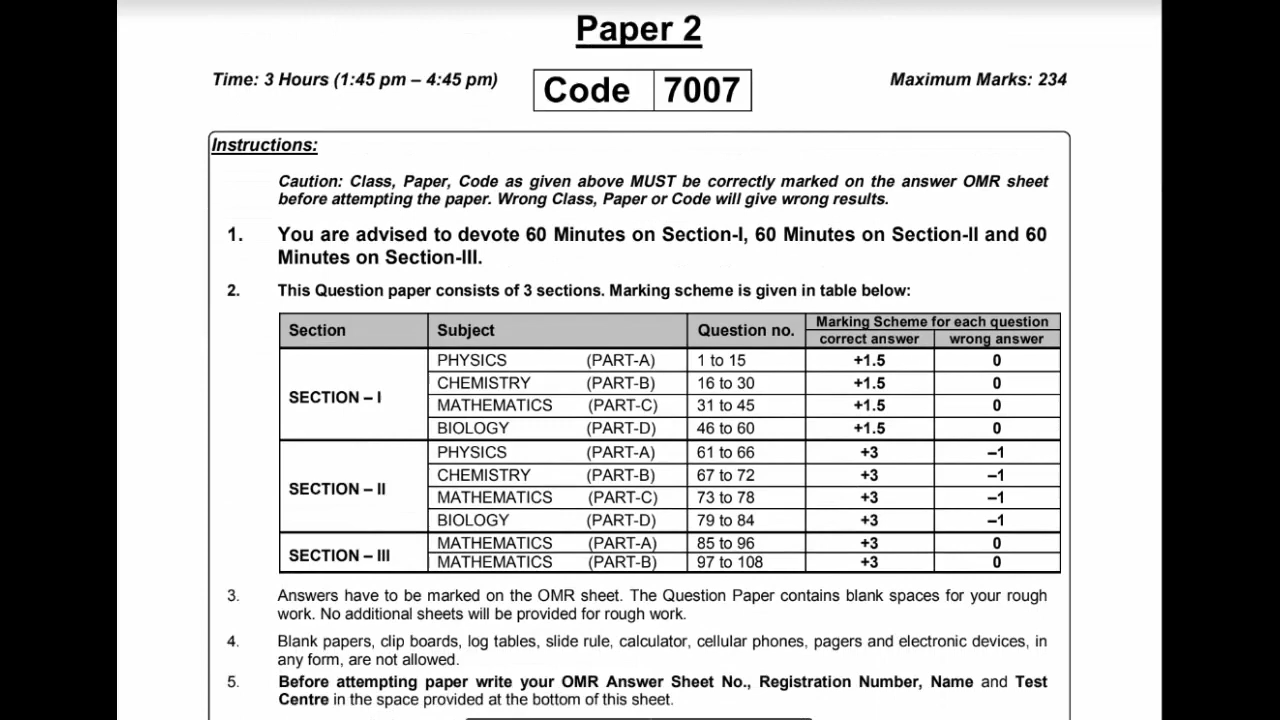 Paper 2
Time: 3 Hours (1:45 pm – 4:45 pm)
Code 7007
Maximum Marks: 234
Instructions:
Caution: Class, Paper, Code as given above MUST be correctly marked on the answer OMR sheet
before attempting the paper. Wrong Class, Paper or Code will give wrong results.
1. You are advised to devote 60 Minutes on Section-I, 60 Minutes on Section-II and 60
Minutes on Section-III.
2. This Question paper consists of 3 sections. Marking scheme is given in table below:
Section Subject Question no. Marking Scheme for each question
correct answer wrong answer
SECTION – I
PHYSICS (PART-A) 1 to 15 +1.5 0
CHEMISTRY (PART-B) 16 to 30 +1.5 0
MATHEMATICS (PART-C) 31 to 45 +1.5 0
BIOLOGY (PART-D) 46 to 60 +1.5 0
SECTION – II
PHYSICS (PART-A) 61 to 66 +3 –1
CHEMISTRY (PART-B) 67 to 72 +3 –1
MATHEMATICS (PART-C) 73 to 78 +3 –1
BIOLOGY (PART-D) 79 to 84 +3 –1
SECTION – III
MATHEMATICS (PART-A) 85 to 96 +3 0
MATHEMATICS (PART-B) 97 to 108 +3 0
3. Answers have to be marked on the OMR sheet. The Question Paper contains blank spaces for your rough
work. No additional sheets will be provided for rough work.
4. Blank papers, clip boards, log tables, slide rule, calculator, cellular phones, pagers and electronic devices, in
any form, are not allowed.
5. Before attempting paper write your OMR Answer Sheet No., Registration Number, Name and Test
Centre in the space provided at the bottom of this sheet.